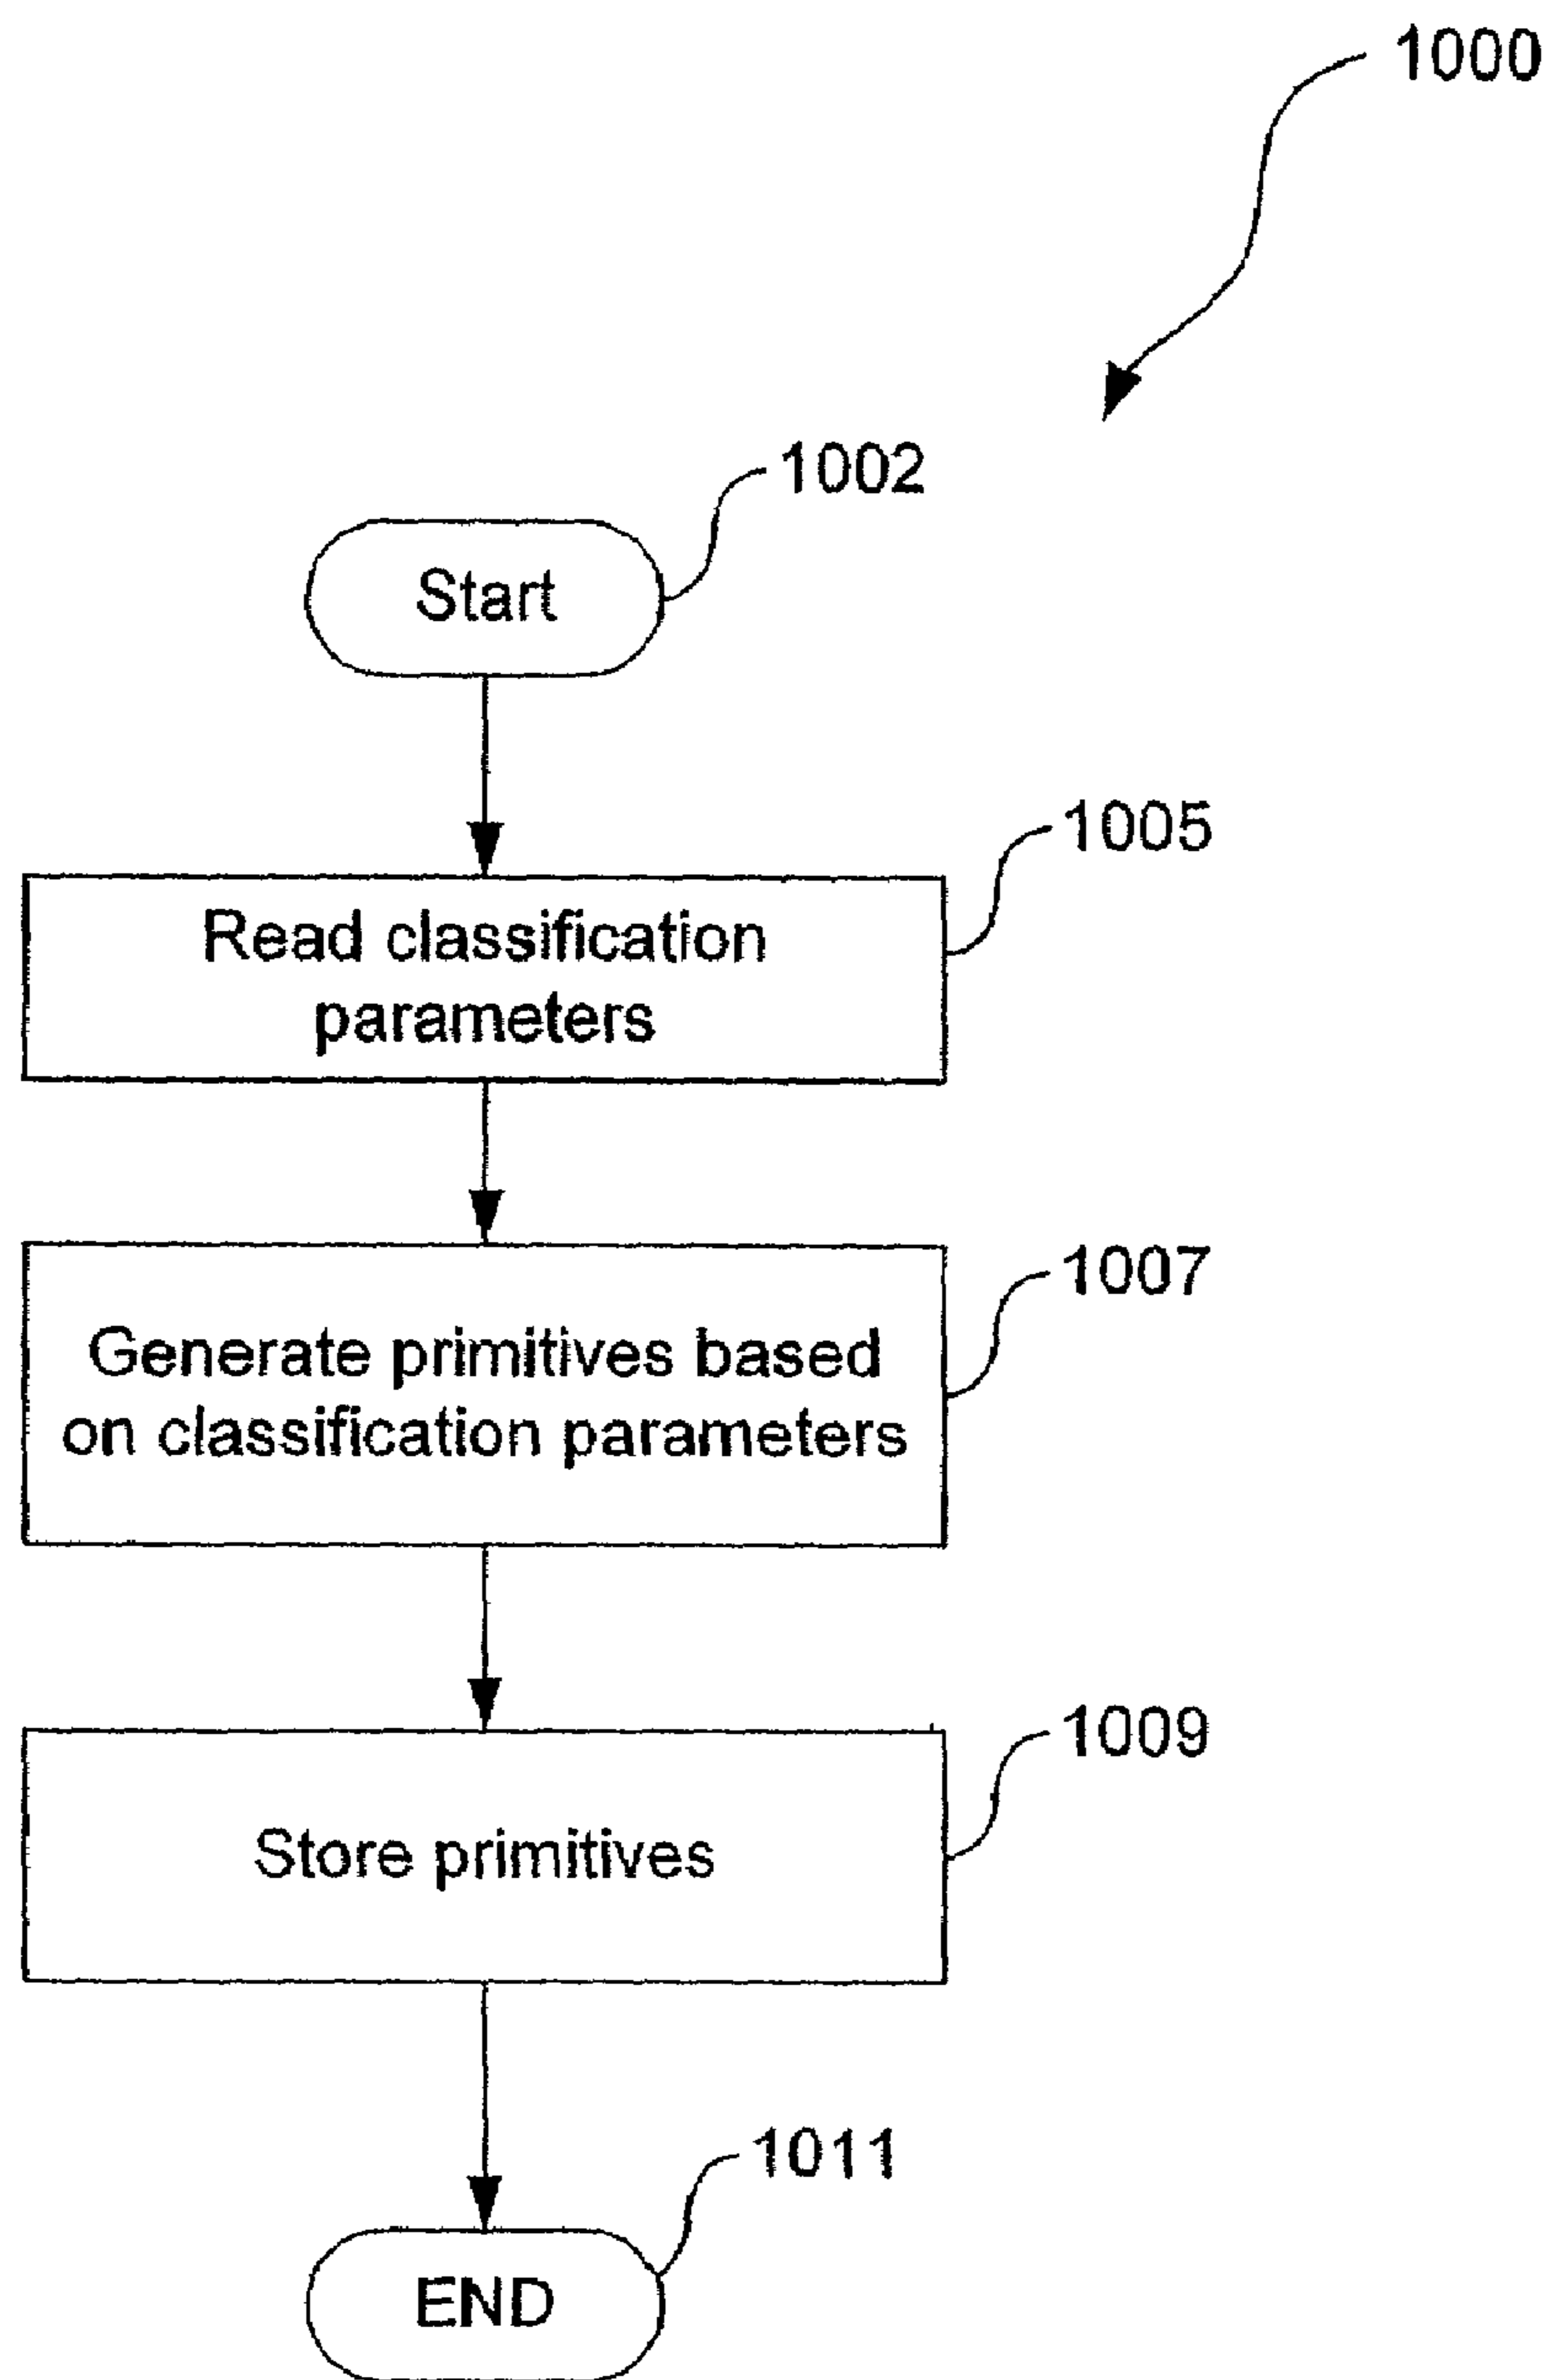 1000
1002
Start
1005
Read classification
parameters
1007
Generate primitives based
on classification parameters
1009
Store primitives
1011
END